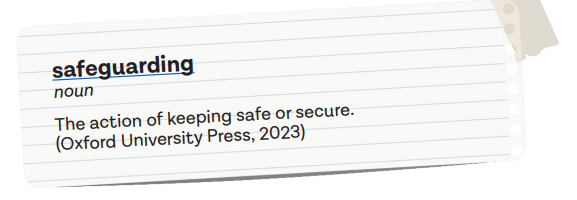 safeguarding
noun
The action of keeping safe or secure.
(Oxford University Press, 2023)